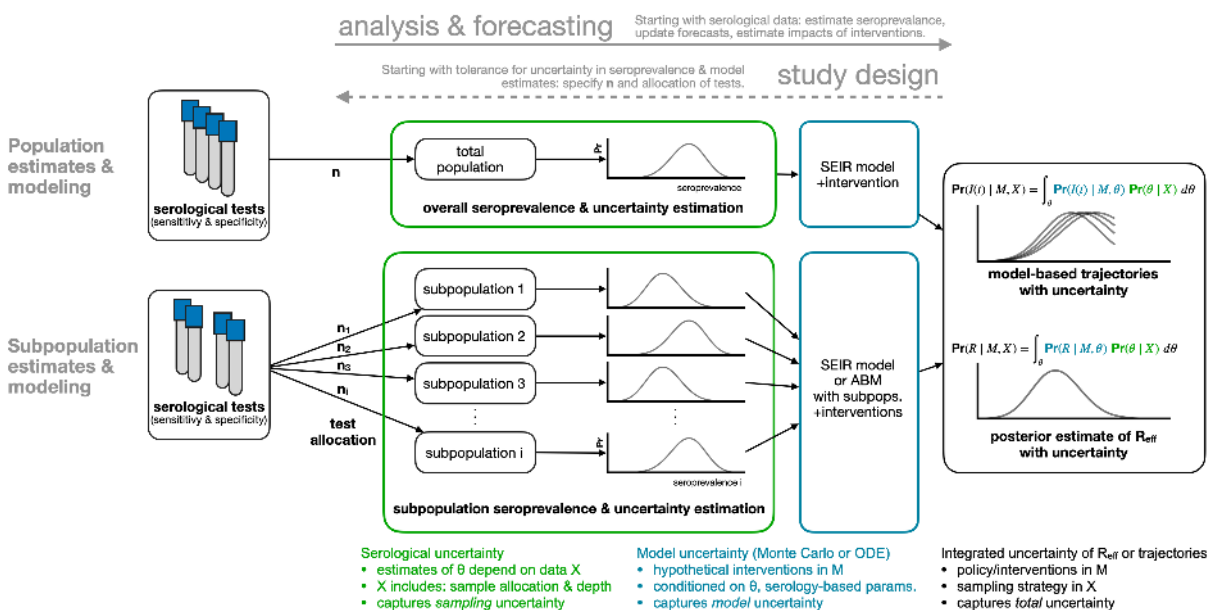 analysis & forecasting
Starting with serological data: estimate seroprevalance,
update forecasts, estimate impacts of interventions.
Starting with tolerance for uncertainty in seroprevalence & model
estimates: specify n and allocation of tests.
study design
Population
estimates &
modeling
serological tests
(sensititivy & specificity)
n
total
population
Pr
seroprevalence
overall seroprevalence & uncertainty estimation
SEIR model
+intervention
Pr(I(t) | M, X) = ∫θ Pr(I(t) | M, θ) Pr(θ | X) dθ
model-based trajectories
with uncertainty
Subpopulation
estimates &
modeling
serological tests
(sensititivy & specificity)
n₁
n₂
n₃
nᵢ
test
allocation
subpopulation 1
subpopulation 2
subpopulation 3
subpopulation i
Pr
seroprevalence i
subpopulation seroprevalence & uncertainty estimation
SEIR model
or ABM
with subpops.
+interventions
Pr(R | M, X) = ∫θ Pr(R | M, θ) Pr(θ | X) dθ
posterior estimate of Reff
with uncertainty
Serological uncertainty
• estimates of θ depend on data X
• X includes: sample allocation & depth
• captures sampling uncertainty
Model uncertainty (Monte Carlo or ODE)
• hypothetical interventions in M
• conditioned on θ, serology-based params.
• captures model uncertainty
Integrated uncertainty of Reff or trajectories
• policy/interventions in M
• sampling strategy in X
• captures total uncertainty